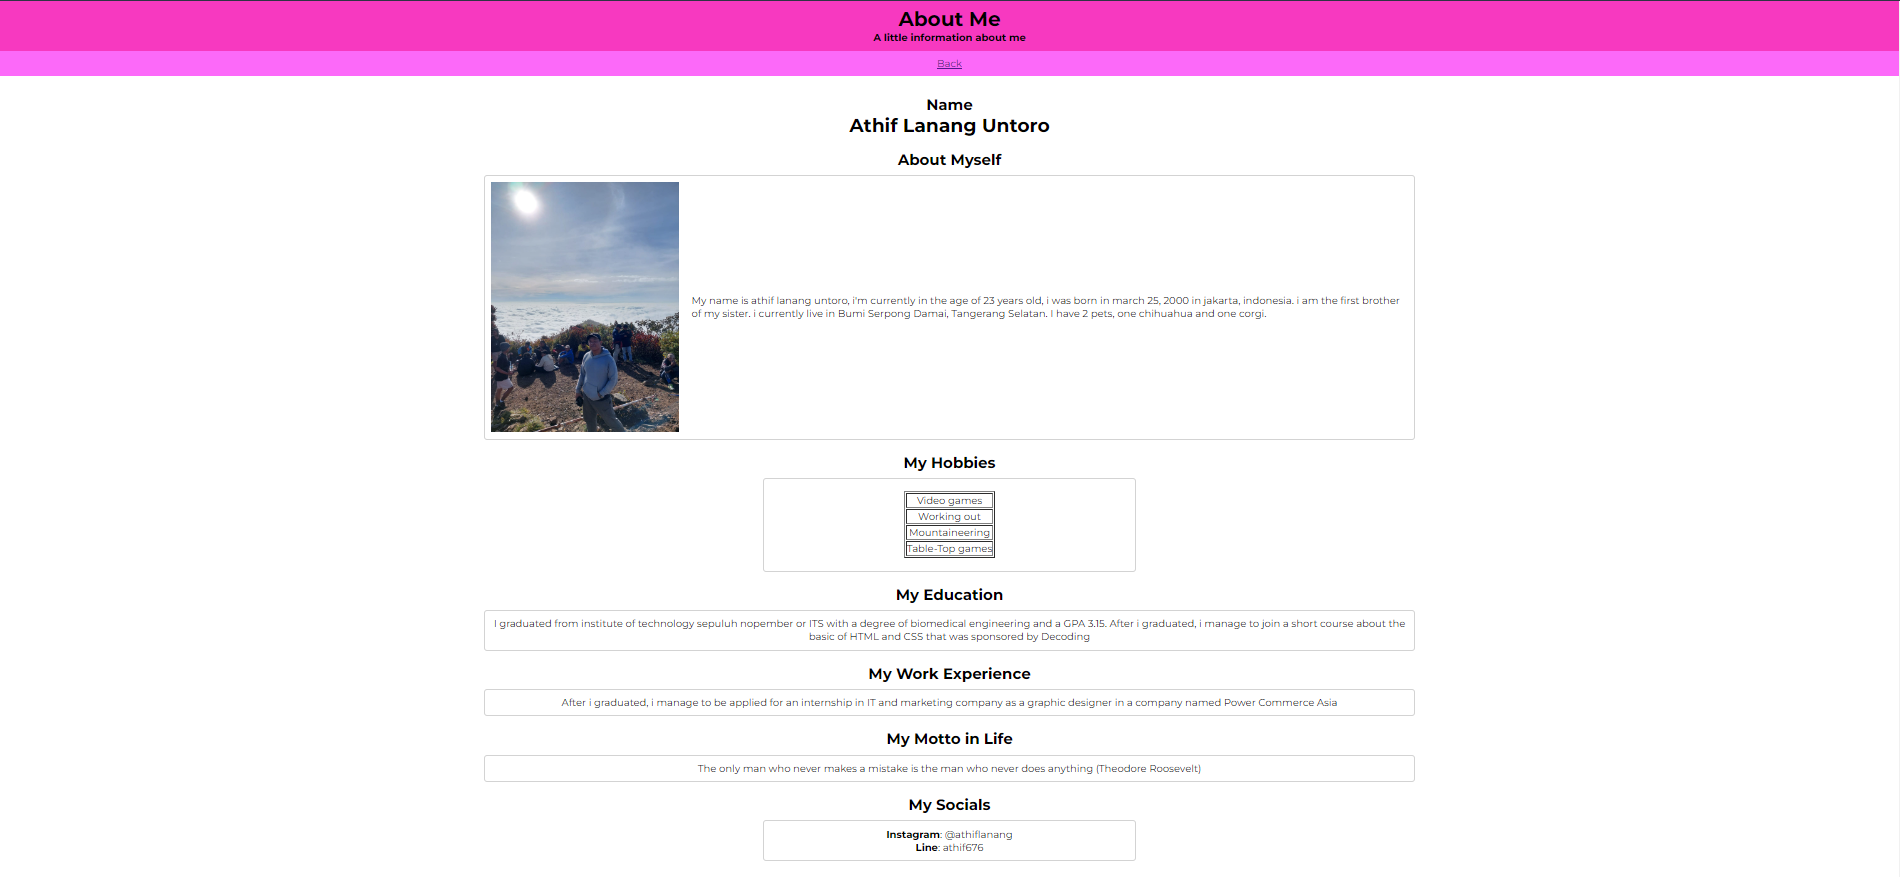 About Me
A little information about me
Back
Name
Athif Lanang Untoro
About Myself
My name is athif lanang untoro, i'm currently in the age of 23 years old, i was born in march 25, 2000 in jakarta, indonesia. i am the first brother
of my sister. i currently live in Bumi Serpong Damai, Tangerang Selatan. I have 2 pets, one chihuahua and one corgi.
My Hobbies
Video games
Working out
Mountaineering
Table-Top games
My Education
I graduated from institute of technology sepuluh nopember or ITS with a degree of biomedical engineering and a GPA 3.15. After i graduated, i manage to join a short course about the
basic of HTML and CSS that was sponsored by Decoding
My Work Experience
After i graduated, i manage to be applied for an internship in IT and marketing company as a graphic designer in a company named Power Commerce Asia
My Motto in Life
The only man who never makes a mistake is the man who never does anything (Theodore Roosevelt)
My Socials
Instagram: @athiflanang
Line: athif676